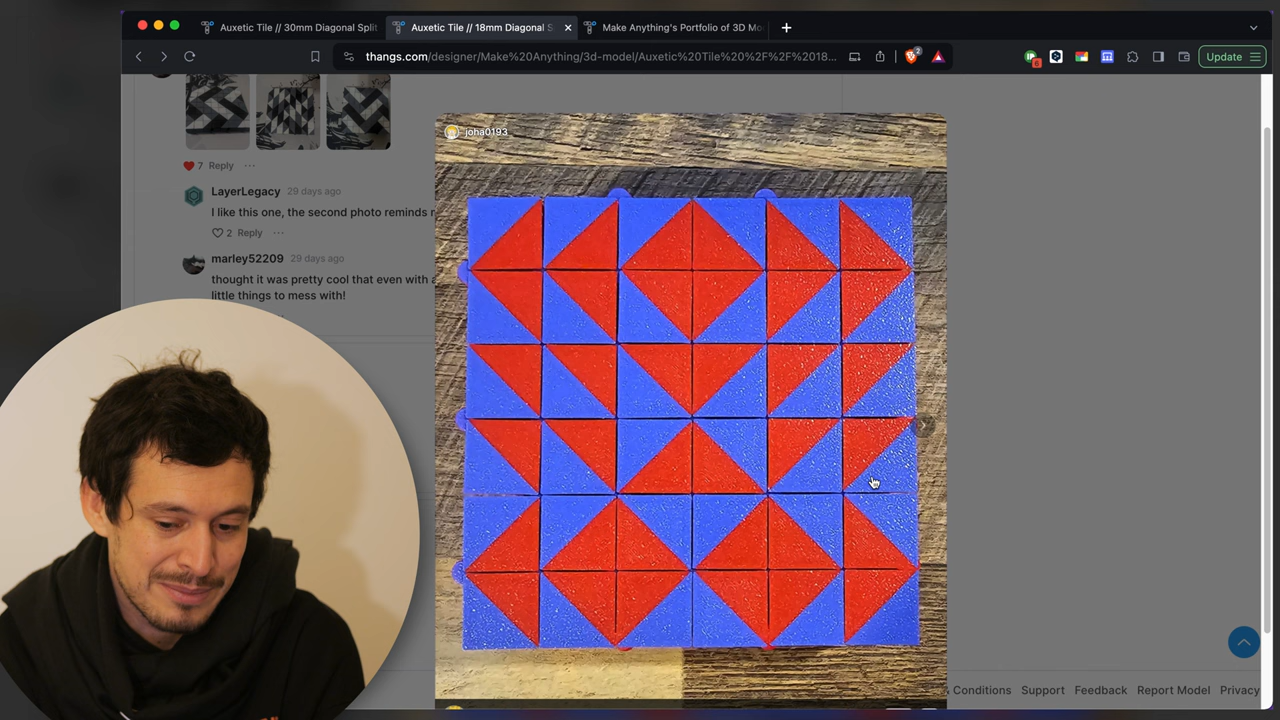 Auxetic Tile // 30mm Diagonal Split
Auxetic Tile // 18mm Diagonal S
Make Anything's Portfolio of 3D Mo
thangs.com/designer/Make%20Anything/3d-model/Auxetic%20Tile%20%2F%2F%2018...
2
6
Update
joha0193
7 Reply
LayerLegacy 29 days ago
I like this one, the second photo reminds
2 Reply
marley52209 29 days ago
thought it was pretty cool that even with
little things to mess with!
Conditions Support Feedback Report Model Privacy